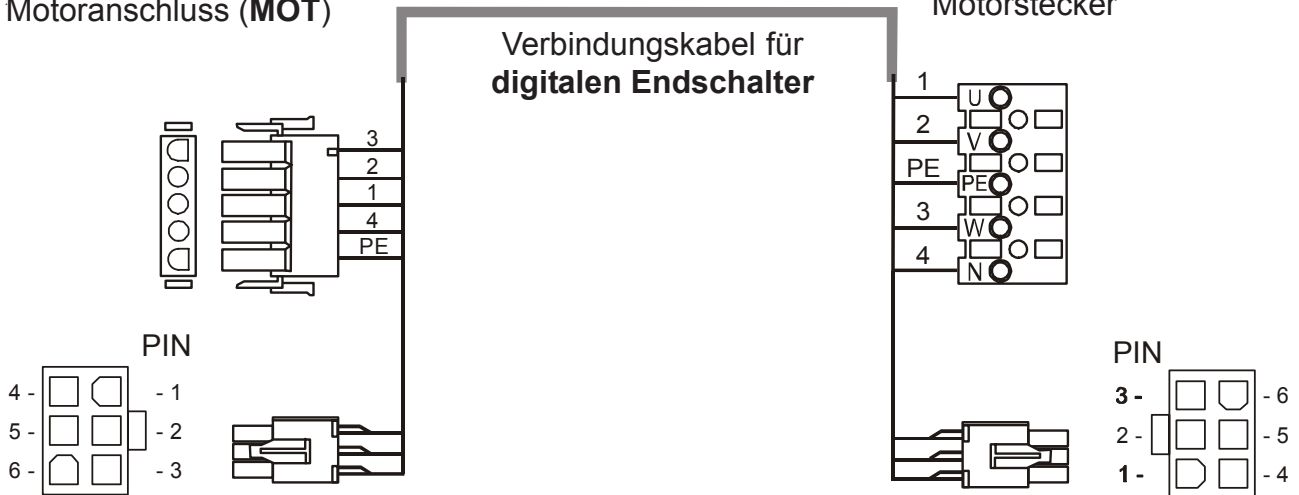 Motoranschluss (MOT)
Motorstecker
Verbindungskabel für
digitalen Endschalter
3
2
1
4
PE
1
2
PE
3
4
U
V
PE
W
N
PIN
4 - - 1
5 - - 2
6 - - 3
PIN
3 - - 6
2 - - 5
1 - - 4